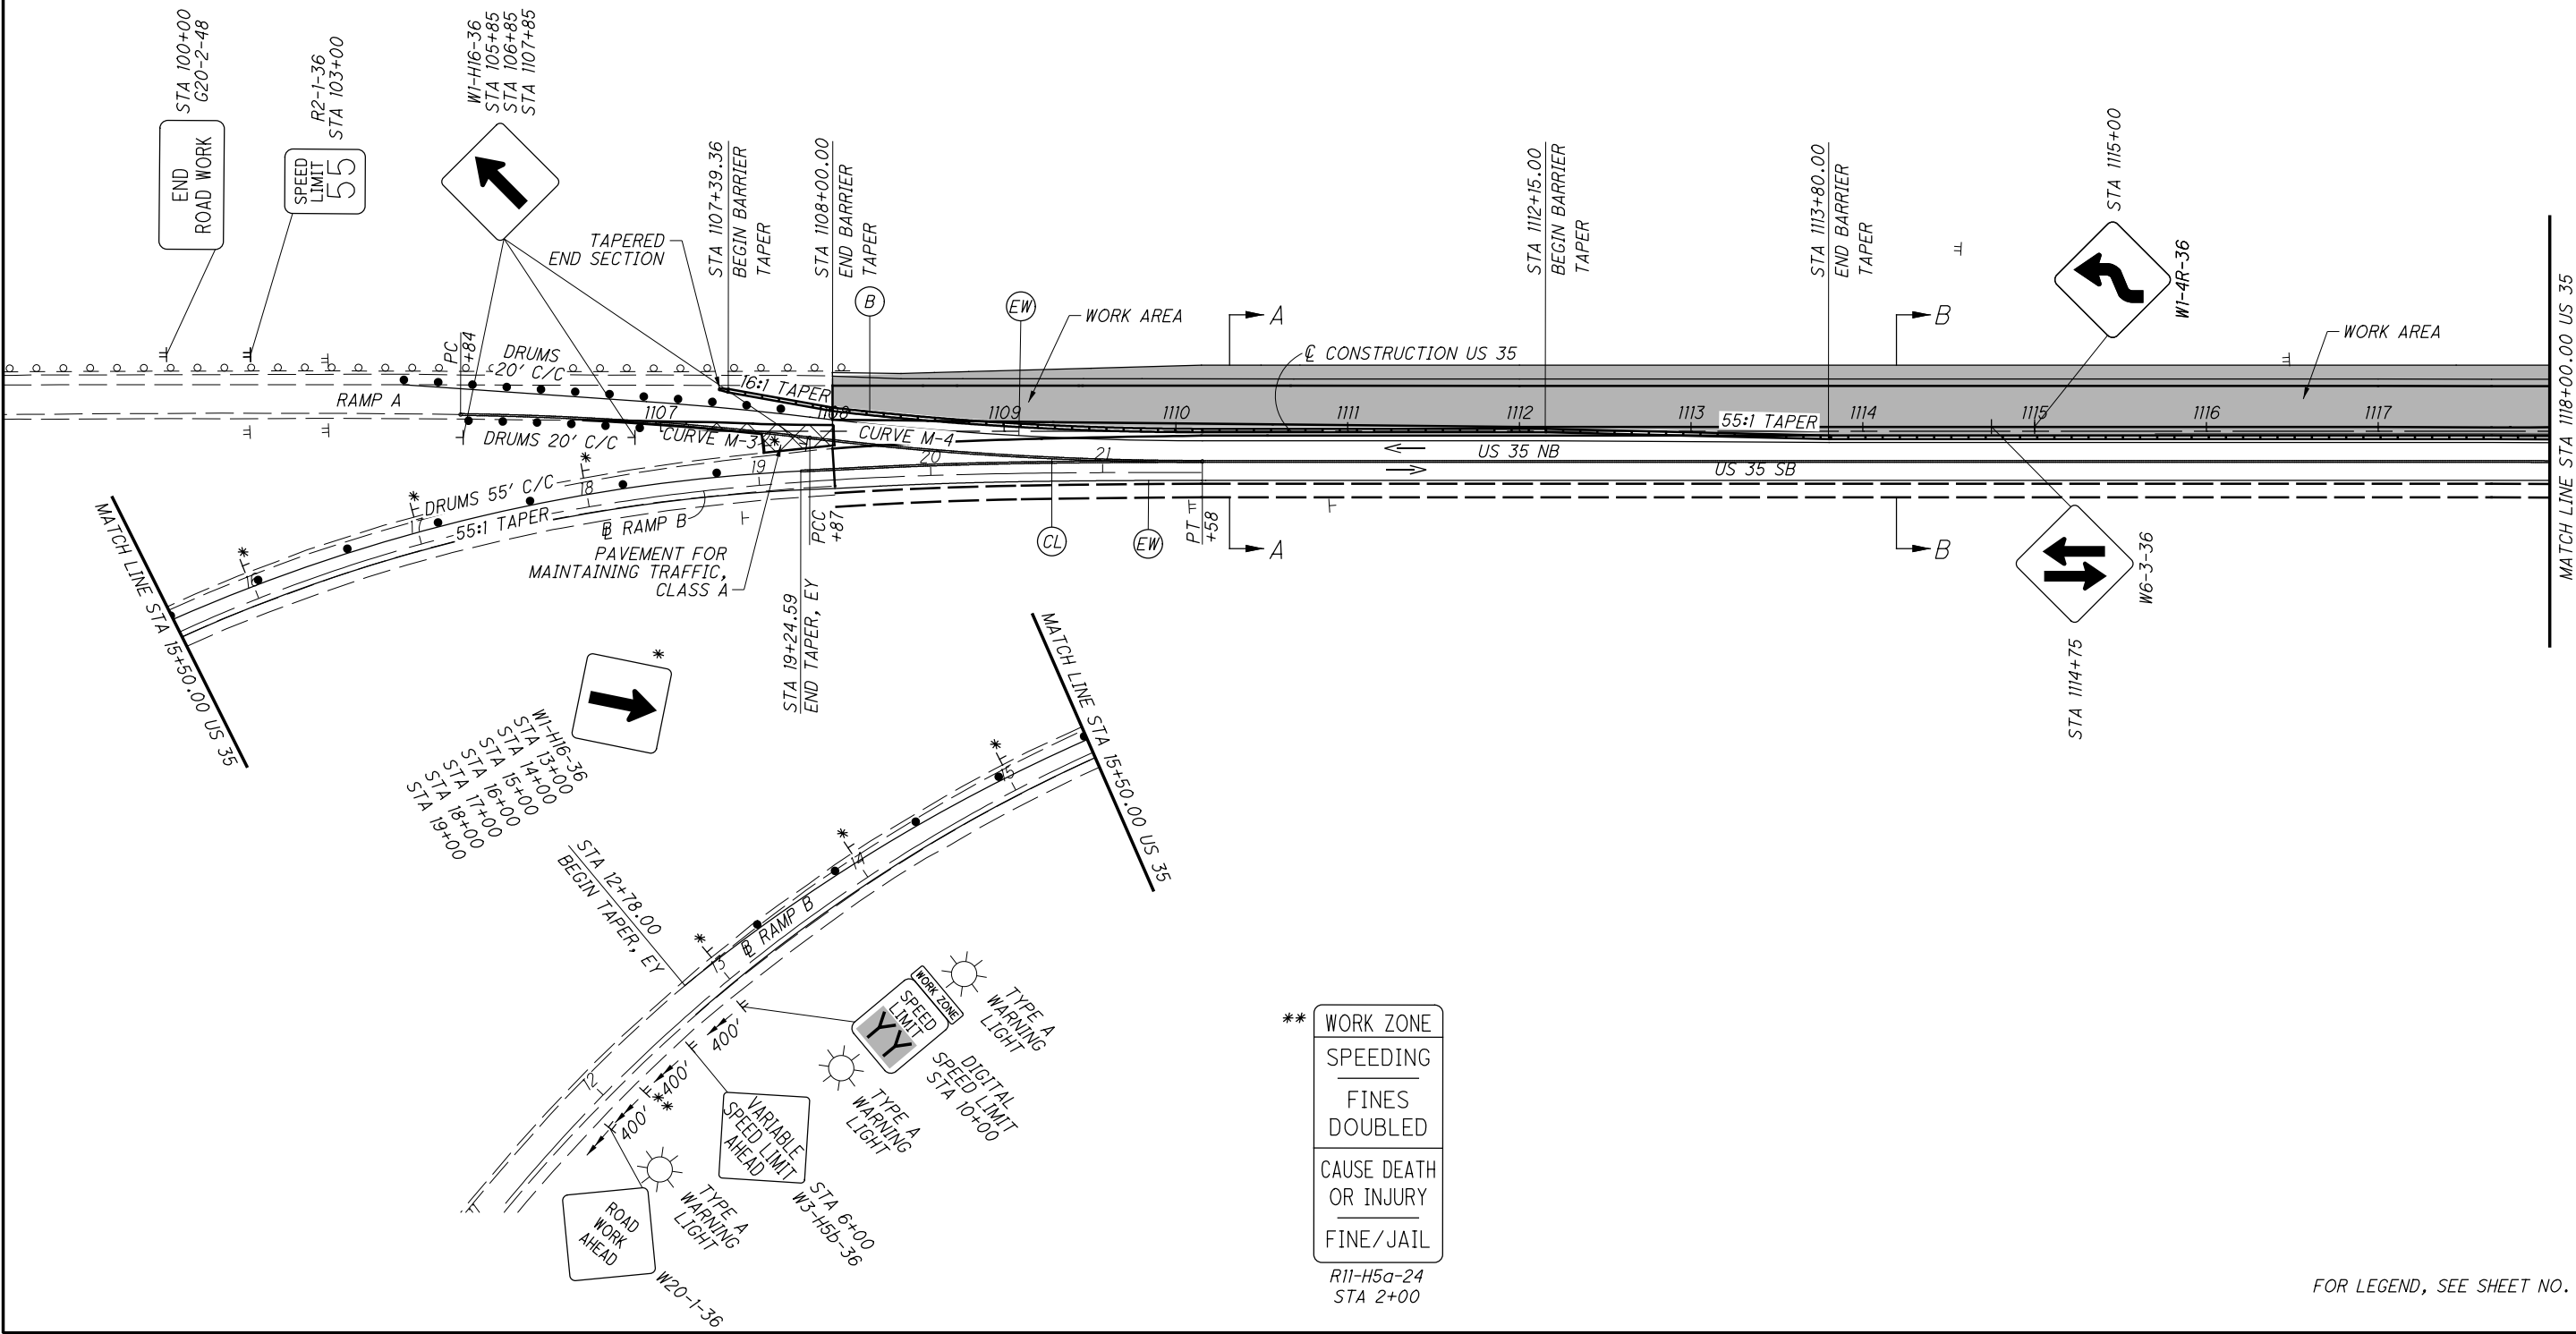 STA 100+00
G20-2-48
END
ROAD WORK
R2-1-36
STA 103+00
SPEED
LIMIT
55
W1-H16-36
STA 105+85
STA 106+85
STA 1107+85
TAPERED
END SECTION
STA 1107+39.36
BEGIN BARRIER
TAPER
STA 1108+00.00
END BARRIER
TAPER
B
EW
WORK AREA
A
℄ CONSTRUCTION US 35
STA 1112+15.00
BEGIN BARRIER
TAPER
STA 1113+80.00
END BARRIER
TAPER
B
STA 1115+00
W1-4R-36
WORK AREA
MATCH LINE STA 1118+00.00 US 35
PC
+84
DRUMS
20' C/C
16:1 TAPER
RAMP A
1107
1108
1109
1110
1111
1112
1113
55:1 TAPER
1114
1115
1116
1117
DRUMS 20' C/C
CURVE M-3
*
CURVE M-4
US 35 NB
US 35 SB
19
20
21
*
18
DRUMS 55' C/C
*
17
55:1 TAPER
℄ RAMP B
*
16
PAVEMENT FOR
MAINTAINING TRAFFIC,
CLASS A
PCC
+87
CL
EW
PT
+58
A
B
W6-3-36
STA 1114+75
STA 19+24.59
END TAPER, EY
MATCH LINE STA 15+50.00 US 35
*
W1-H16-36
STA 13+00
STA 14+00
STA 15+00
STA 16+00
STA 17+00
STA 18+00
STA 19+00
MATCH LINE STA 15+50.00 US 35
*
15
*
14
STA 12+78.00
BEGIN TAPER, EY
*
13
℄ RAMP B
12
400'
400'
**
400'
WORK ZONE
SPEED
LIMIT
YY
TYPE A
WARNING
LIGHT
DIGITAL
SPEED LIMIT
STA 10+00
TYPE A
WARNING
LIGHT
VARIABLE
SPEED LIMIT
AHEAD
STA 6+00
W3-H5b-36
TYPE A
WARNING
LIGHT
ROAD
WORK
AHEAD
W20-1-36
**
WORK ZONE
SPEEDING
FINES
DOUBLED
CAUSE DEATH
OR INJURY
FINE/JAIL
R11-H5a-24
STA 2+00
FOR LEGEND, SEE SHEET NO.